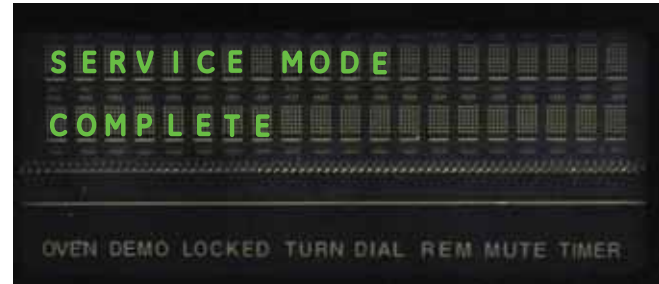 SERVICE MODE
COMPLETE
OVEN DEMO LOCKED TURN DIAL REM MUTE TIMER